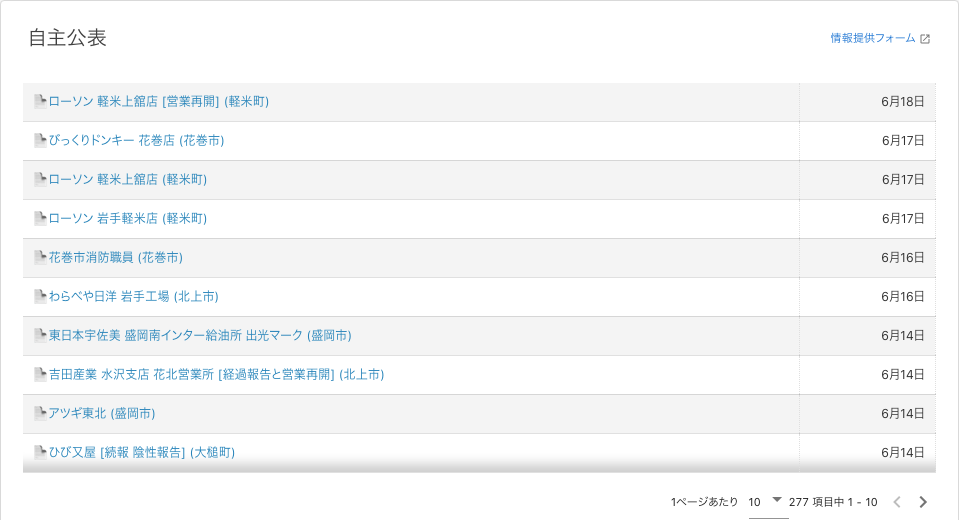 自主公表
情報提供フォーム
ローソン 軽米上舘店 [営業再開] (軽米町) 6月18日
びっくりドンキー 花巻店 (花巻市) 6月17日
ローソン 軽米上舘店 (軽米町) 6月17日
ローソン 岩手軽米店 (軽米町) 6月17日
花巻市消防職員 (花巻市) 6月16日
わらべや日洋 岩手工場 (北上市) 6月16日
東日本宇佐美 盛岡南インター給油所 出光マーク (盛岡市) 6月14日
吉田産業 水沢支店 花北営業所 [経過報告と営業再開] (北上市) 6月14日
アツギ東北 (盛岡市) 6月14日
ひび又屋 [続報 陰性報告] (大槌町) 6月14日
1ページあたり 10 277 項目中 1 - 10